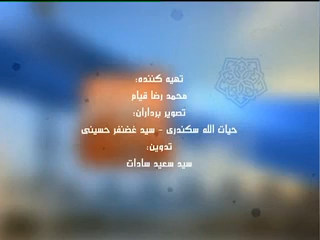 تهیه کننده:
محمد رضا قیام
تصویر برداران:
حیات الله سکندری - سید غضنفر حسینی
تدوین:
سید سعید سادات